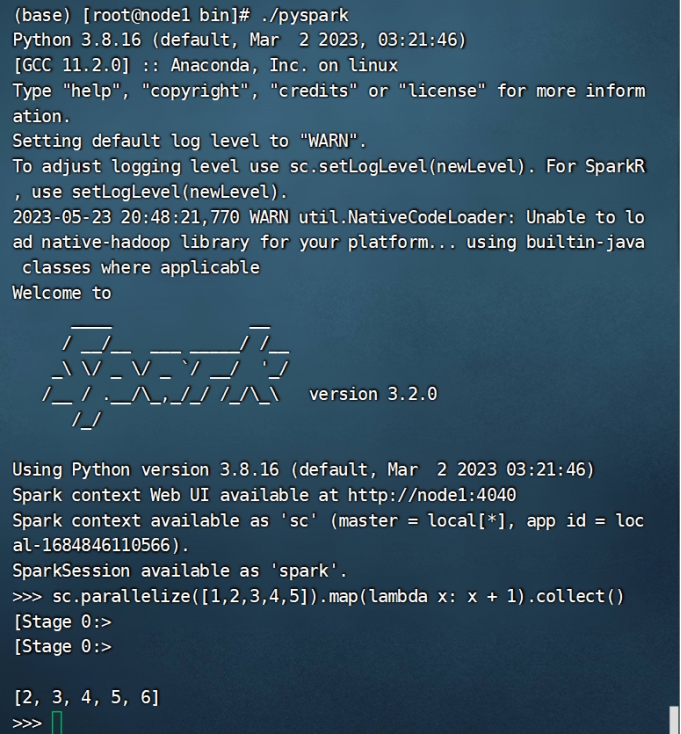 (base) [root@node1 bin]# ./pyspark
Python 3.8.16 (default, Mar  2 2023, 03:21:46)
[GCC 11.2.0] :: Anaconda, Inc. on linux
Type "help", "copyright", "credits" or "license" for more inform
ation.
Setting default log level to "WARN".
To adjust logging level use sc.setLogLevel(newLevel). For SparkR
, use setLogLevel(newLevel).
2023-05-23 20:48:21,770 WARN util.NativeCodeLoader: Unable to lo
ad native-hadoop library for your platform... using builtin-java
 classes where applicable
Welcome to
      ____              __
     / __/__  ___ _____/ /__
    _\ \/ _ \/ _ `/ __/  '_/
   /__ / .__/\_,_/_/ /_/\_\   version 3.2.0
      /_/
Using Python version 3.8.16 (default, Mar  2 2023 03:21:46)
Spark context Web UI available at http://node1:4040
Spark context available as 'sc' (master = local[*], app id = loc
al-1684846110566).
SparkSession available as 'spark'.
>>> sc.parallelize([1,2,3,4,5]).map(lambda x: x + 1).collect()
[Stage 0:>
[Stage 0:>
[2, 3, 4, 5, 6]
>>>